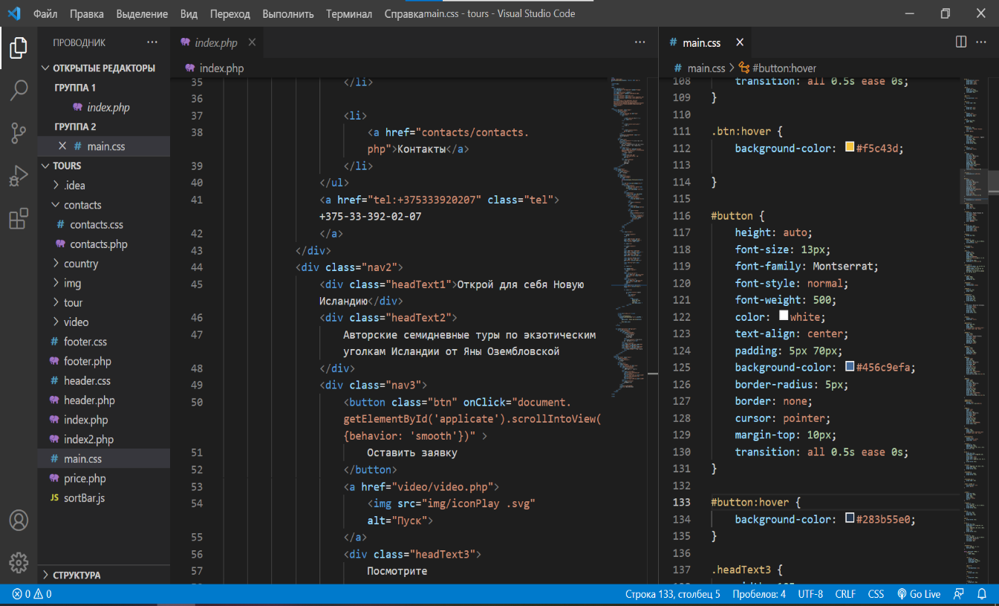 Файл Правка Выделение Вид Переход Выполнить Терминал Справка main.css - tours - Visual Studio Code
ПРОВОДНИК ···
ОТКРЫТЫЕ РЕДАКТОРЫ
ГРУППА 1
index.php
ГРУППА 2
# main.css
TOURS
.idea
contacts
# contacts.css
contacts.php
country
img
tour
video
# footer.css
footer.php
# header.css
header.php
index.php
index2.php
# main.css
price.php
JS sortBar.js
СТРУКТУРА
index.php
index.php
35 </li>
36
37 <li>
38 <a href="contacts/contacts.
php">Контакты</a>
39 </li>
40 </ul>
41 <a href="tel:+375333920207" class="tel">
+375-33-392-02-07
42 </a>
43 </div>
44 <div class="nav2">
45 <div class="headText1">Открой для себя Новую
Исландию</div>
46 <div class="headText2">
47 Авторские семидневные туры по экзотическим
уголкам Исландии от Яны Озембловской
48 </div>
49 <div class="nav3">
50 <button class="btn" onClick="document.
getElementById('applicate').scrollIntoView(
{behavior: 'smooth'})" >
51 Оставить заявку
52 </button>
53 <a href="video/video.php">
54 <img src="img/iconPlay .svg"
alt="Пуск">
55 </a>
56 <div class="headText3">
57 Посмотрите
# main.css
# main.css > #button:hover
108 transition: all 0.5s ease 0s;
109 }
110
111 .btn:hover {
112 background-color: #f5c43d;
113
114 }
115
116 #button {
117 height: auto;
118 font-size: 13px;
119 font-family: Montserrat;
120 font-style: normal;
121 font-weight: 500;
122 color: white;
123 text-align: center;
124 padding: 5px 70px;
125 background-color: #456c9efa;
126 border-radius: 5px;
127 border: none;
128 cursor: pointer;
129 margin-top: 10px;
130 transition: all 0.5s ease 0s;
131 }
132
133 #button:hover {
134 background-color: #283b55e0;
135 }
136
137 .headText3 {
0 0 Строка 133, столбец 5 Пробелов: 4 UTF-8 CRLF CSS Go Live